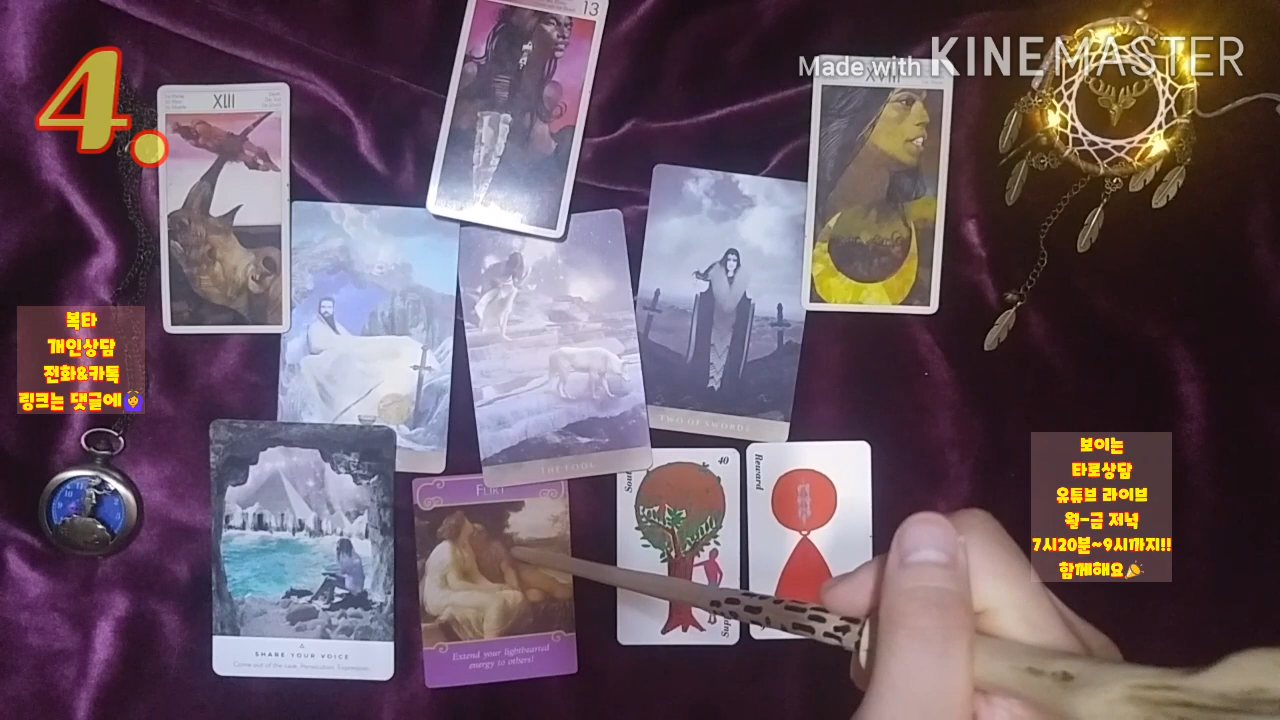 4.
Made with KINEMASTER
13
XVIII
XLII
복타
개인상담
전화&카톡
링크는 댓글에🙆‍♀️
THE FOOL
TWO OF SWORDS
보이는
타로상담
유튜브 라이브
월-금 저녁
7시20분~9시까지!!
함께해요🎉
FLIRT
Extend your lighthearted
energy to others!
40
Reward
SHARE YOUR VOICE
Come out of the cave. Persecution. Expression.